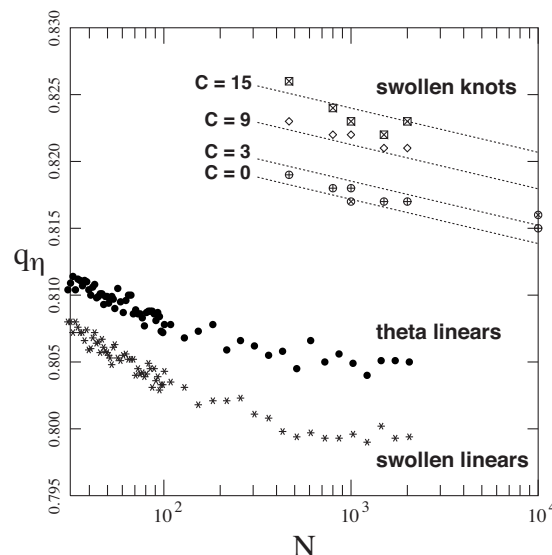 0.830
0.825
0.820
0.815
0.810
0.805
0.800
0.795
qη
C = 15
C = 9
C = 3
C = 0
swollen knots
theta linears
swollen linears
10²
10³
10⁴
N